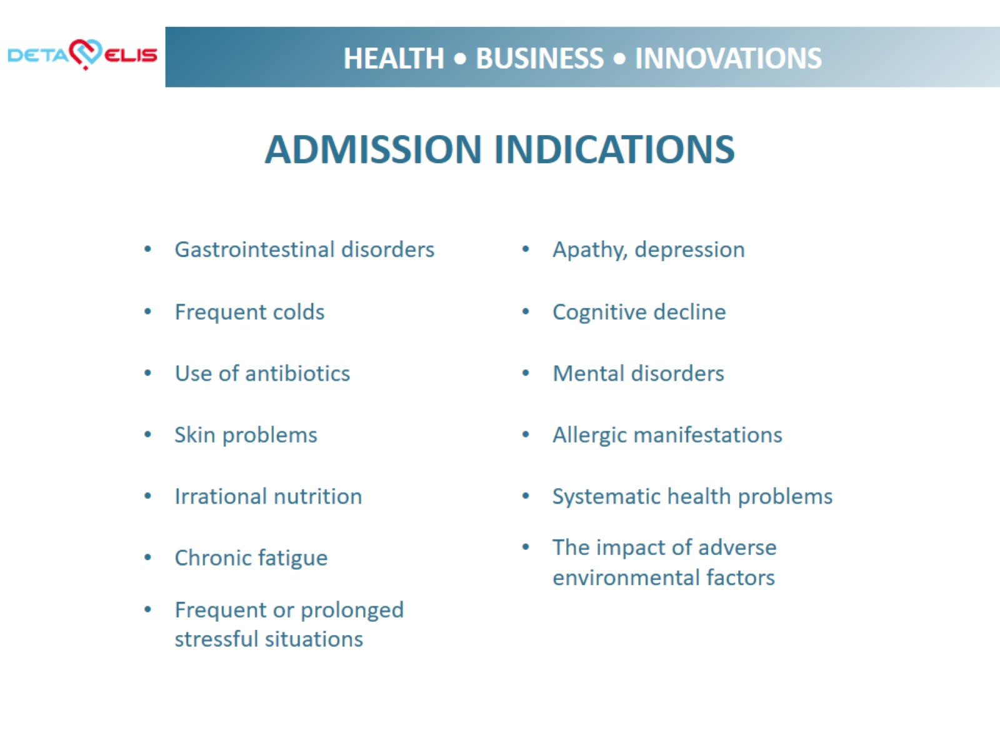 DETA ELIS
HEALTH • BUSINESS • INNOVATIONS
ADMISSION INDICATIONS
• Gastrointestinal disorders
• Frequent colds
• Use of antibiotics
• Skin problems
• Irrational nutrition
• Chronic fatigue
• Frequent or prolonged
stressful situations
• Apathy, depression
• Cognitive decline
• Mental disorders
• Allergic manifestations
• Systematic health problems
• The impact of adverse
environmental factors